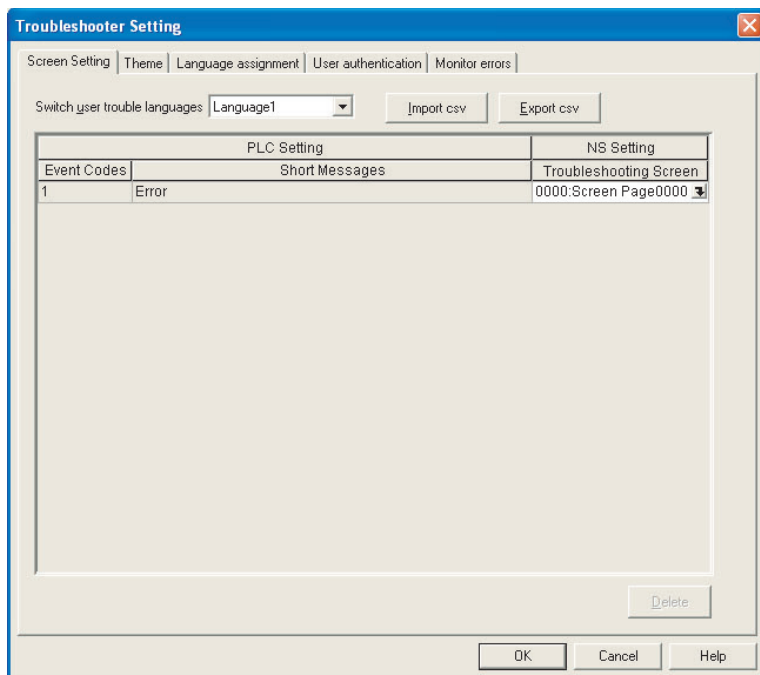 Troubleshooter Setting
Screen Setting Theme Language assignment User authentication Monitor errors
Switch user trouble languages Language1 Import csv Export csv
PLC Setting NS Setting
Event Codes Short Messages Troubleshooting Screen
1 Error 0000:Screen Page0000
Delete
OK Cancel Help